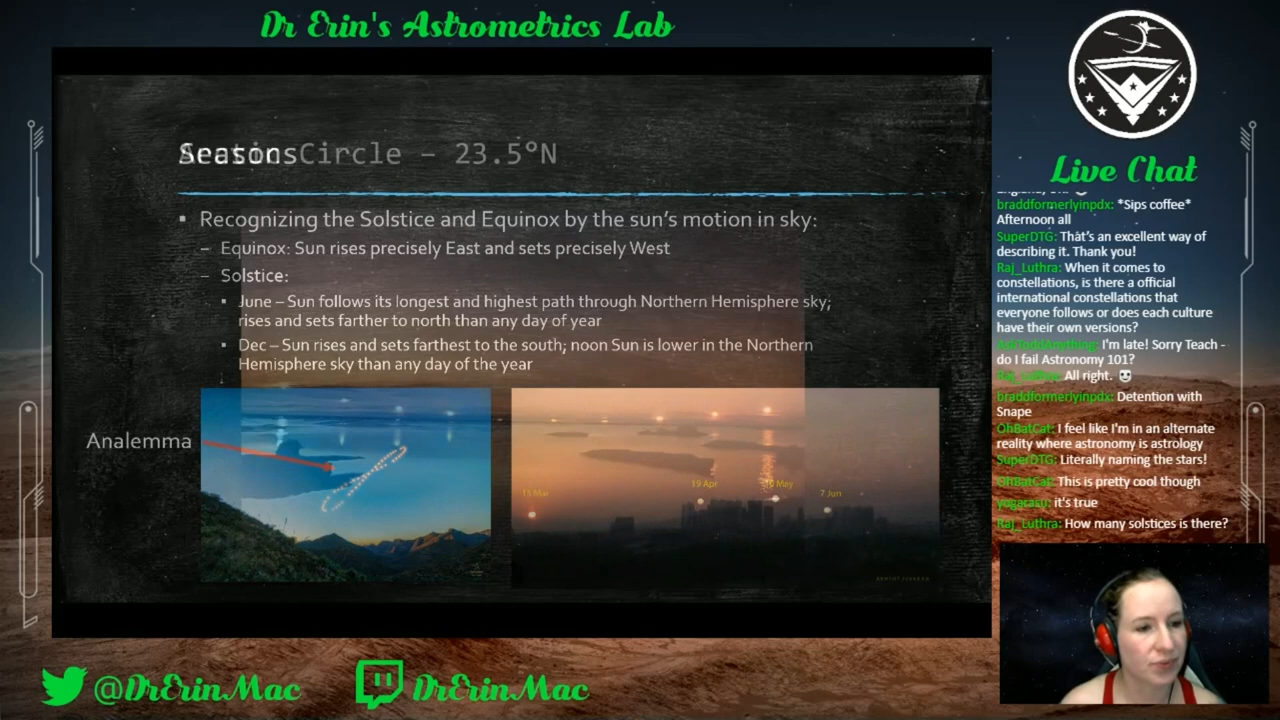 Dr Erin's Astrometrics Lab
Seasons
Circle – 23.5°N
▪ Recognizing the Solstice and Equinox by the sun's motion in sky:
– Equinox: Sun rises precisely East and sets precisely West
– Solstice:
▪ June – Sun follows its longest and highest path through Northern Hemisphere sky;
rises and sets farther to north than any day of year
▪ Dec – Sun rises and sets farthest to the south; noon Sun is lower in the Northern
Hemisphere sky than any day of the year
Analemma
19 Apr
May
7 Jun
@DrErinMac
DrErinMac
Live Chat
braddformerlyinpdx: *Sips coffee*
Afternoon all
SuperDTG: That's an excellent way of
describing it. Thank you!
Raj_Luthra: When it comes to
constellations, is there a official
international constellations that
everyone follows or does each culture
have their own versions?
I'm late! Sorry Teach -
do I fail Astronomy 101?
All right.
braddformerlyinpdx: Detention with
Snape
OhBatCat: I feel like I'm in an alternate
reality where astronomy is astrology
SuperDTG: Literally naming the stars!
OhBatCat: This is pretty cool though
it's true
Raj_Luthra: How many solstices is there?